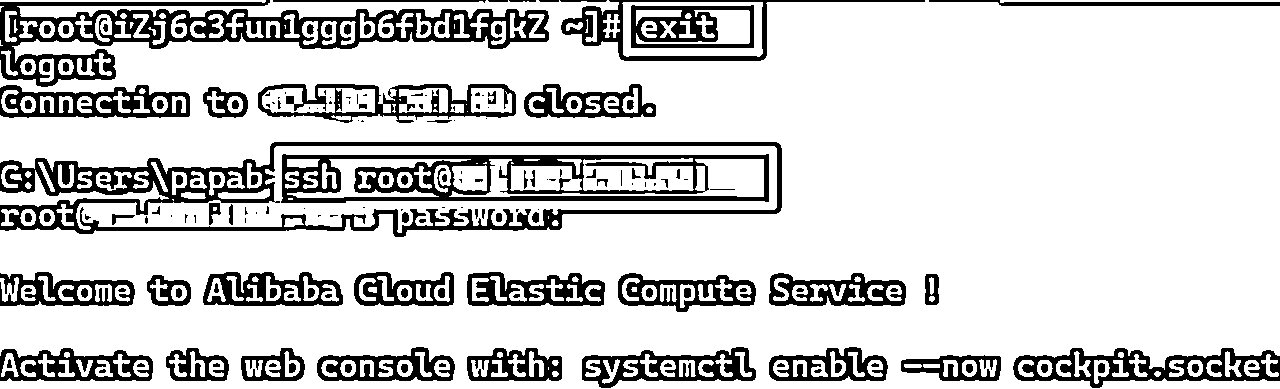 [root@iZj6c3fun1gggb6fbd1fgkZ ~]# exit
logout
Connection to closed.
C:\Users\papab>ssh root@
root@ password:
Welcome to Alibaba Cloud Elastic Compute Service !
Activate the web console with: systemctl enable --now cockpit.socket